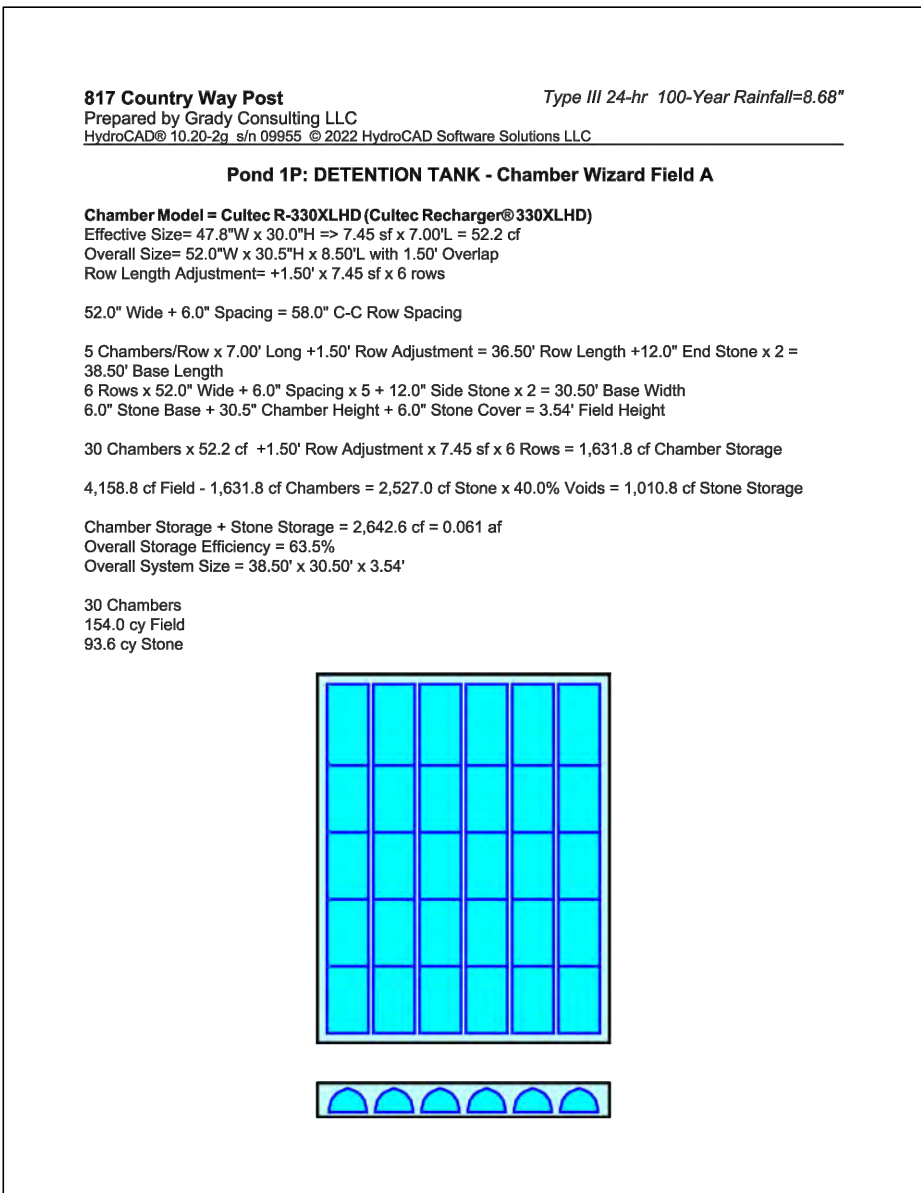 817 Country Way Post
Type III 24-hr 100-Year Rainfall=8.68"
Prepared by Grady Consulting LLC
HydroCAD® 10.20-2g s/n 09955 © 2022 HydroCAD Software Solutions LLC
Pond 1P: DETENTION TANK - Chamber Wizard Field A
Chamber Model = Cultec R-330XLHD (Cultec Recharger® 330XLHD)
Effective Size= 47.8"W x 30.0"H => 7.45 sf x 7.00'L = 52.2 cf
Overall Size= 52.0"W x 30.5"H x 8.50'L with 1.50' Overlap
Row Length Adjustment= +1.50' x 7.45 sf x 6 rows
52.0" Wide + 6.0" Spacing = 58.0" C-C Row Spacing
5 Chambers/Row x 7.00' Long +1.50' Row Adjustment = 36.50' Row Length +12.0" End Stone x 2 =
38.50' Base Length
6 Rows x 52.0" Wide + 6.0" Spacing x 5 + 12.0" Side Stone x 2 = 30.50' Base Width
6.0" Stone Base + 30.5" Chamber Height + 6.0" Stone Cover = 3.54' Field Height
30 Chambers x 52.2 cf +1.50' Row Adjustment x 7.45 sf x 6 Rows = 1,631.8 cf Chamber Storage
4,158.8 cf Field - 1,631.8 cf Chambers = 2,527.0 cf Stone x 40.0% Voids = 1,010.8 cf Stone Storage
Chamber Storage + Stone Storage = 2,642.6 cf = 0.061 af
Overall Storage Efficiency = 63.5%
Overall System Size = 38.50' x 30.50' x 3.54'
30 Chambers
154.0 cy Field
93.6 cy Stone